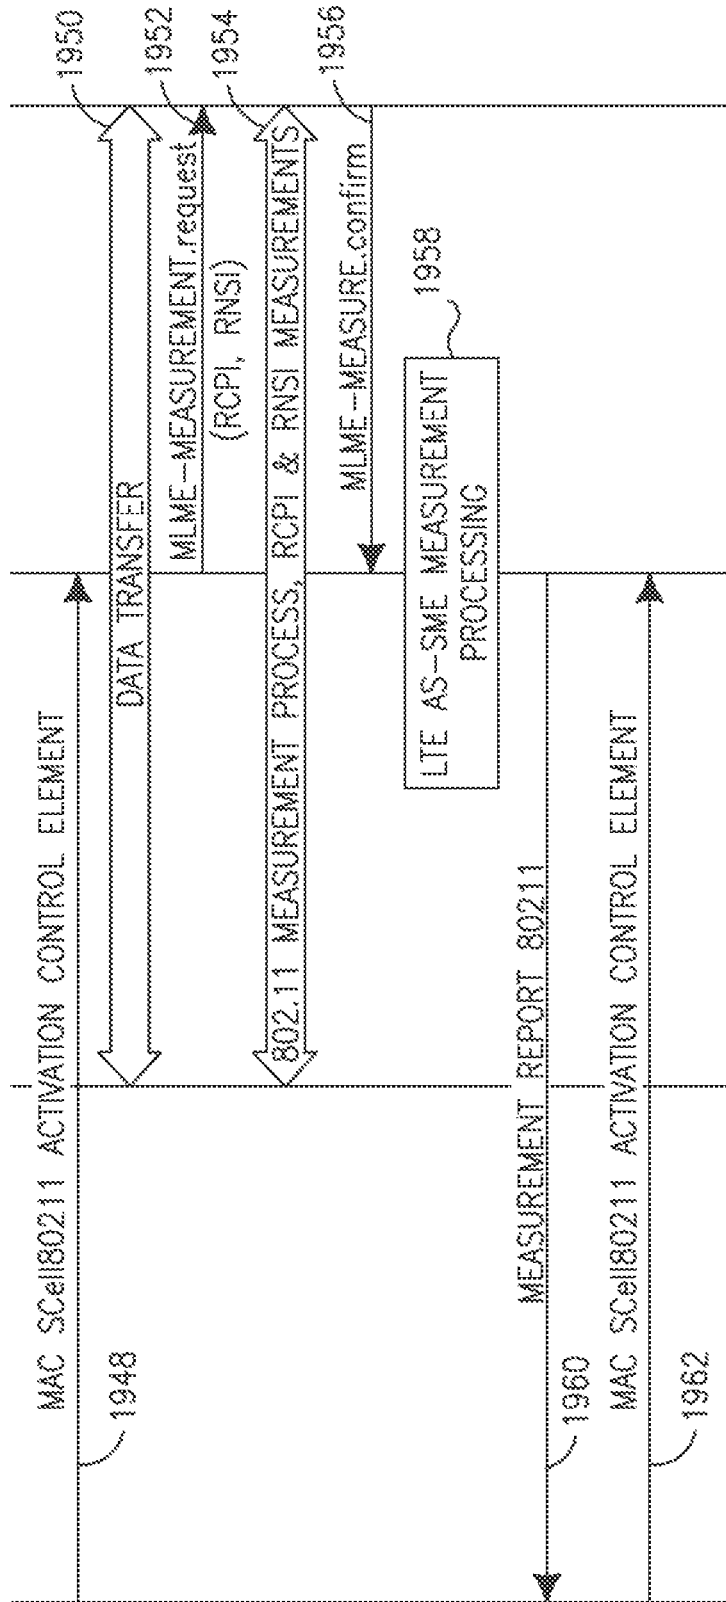 MAC SCell80211 ACTIVATION CONTROL ELEMENT
1948
DATA TRANSFER
1950
MLME-MEASUREMENT.request
(RCPI, RNSI)
1952
802.11 MEASUREMENT PROCESS, RCPI & RNSI MEASUREMENTS
1954
MLME-MEASURE.confirm
1956
LTE AS-SME MEASUREMENT
PROCESSING
1958
MEASUREMENT REPORT 80211
1960
MAC SCell80211 ACTIVATION CONTROL ELEMENT
1962